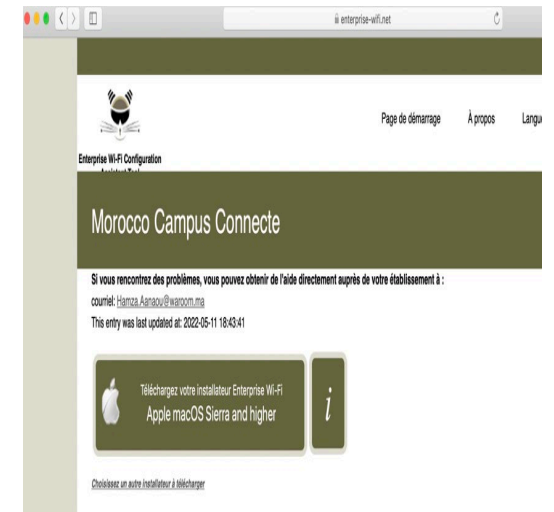 enterprise-wifi.net
Page de démarrage À propos Langue
Enterprise Wi-Fi Configuration
Assistant Tool
Morocco Campus Connecte
Si vous rencontrez des problèmes, vous pouvez obtenir de l'aide directement auprès de votre établissement à :
courriel: Hamza.Aanaou@waroom.ma
This entry was last updated at: 2022-05-11 18:43:41
Téléchargez votre installateur Enterprise Wi-Fi
Apple macOS Sierra and higher
i
Choisissez un autre installateur à télécharger